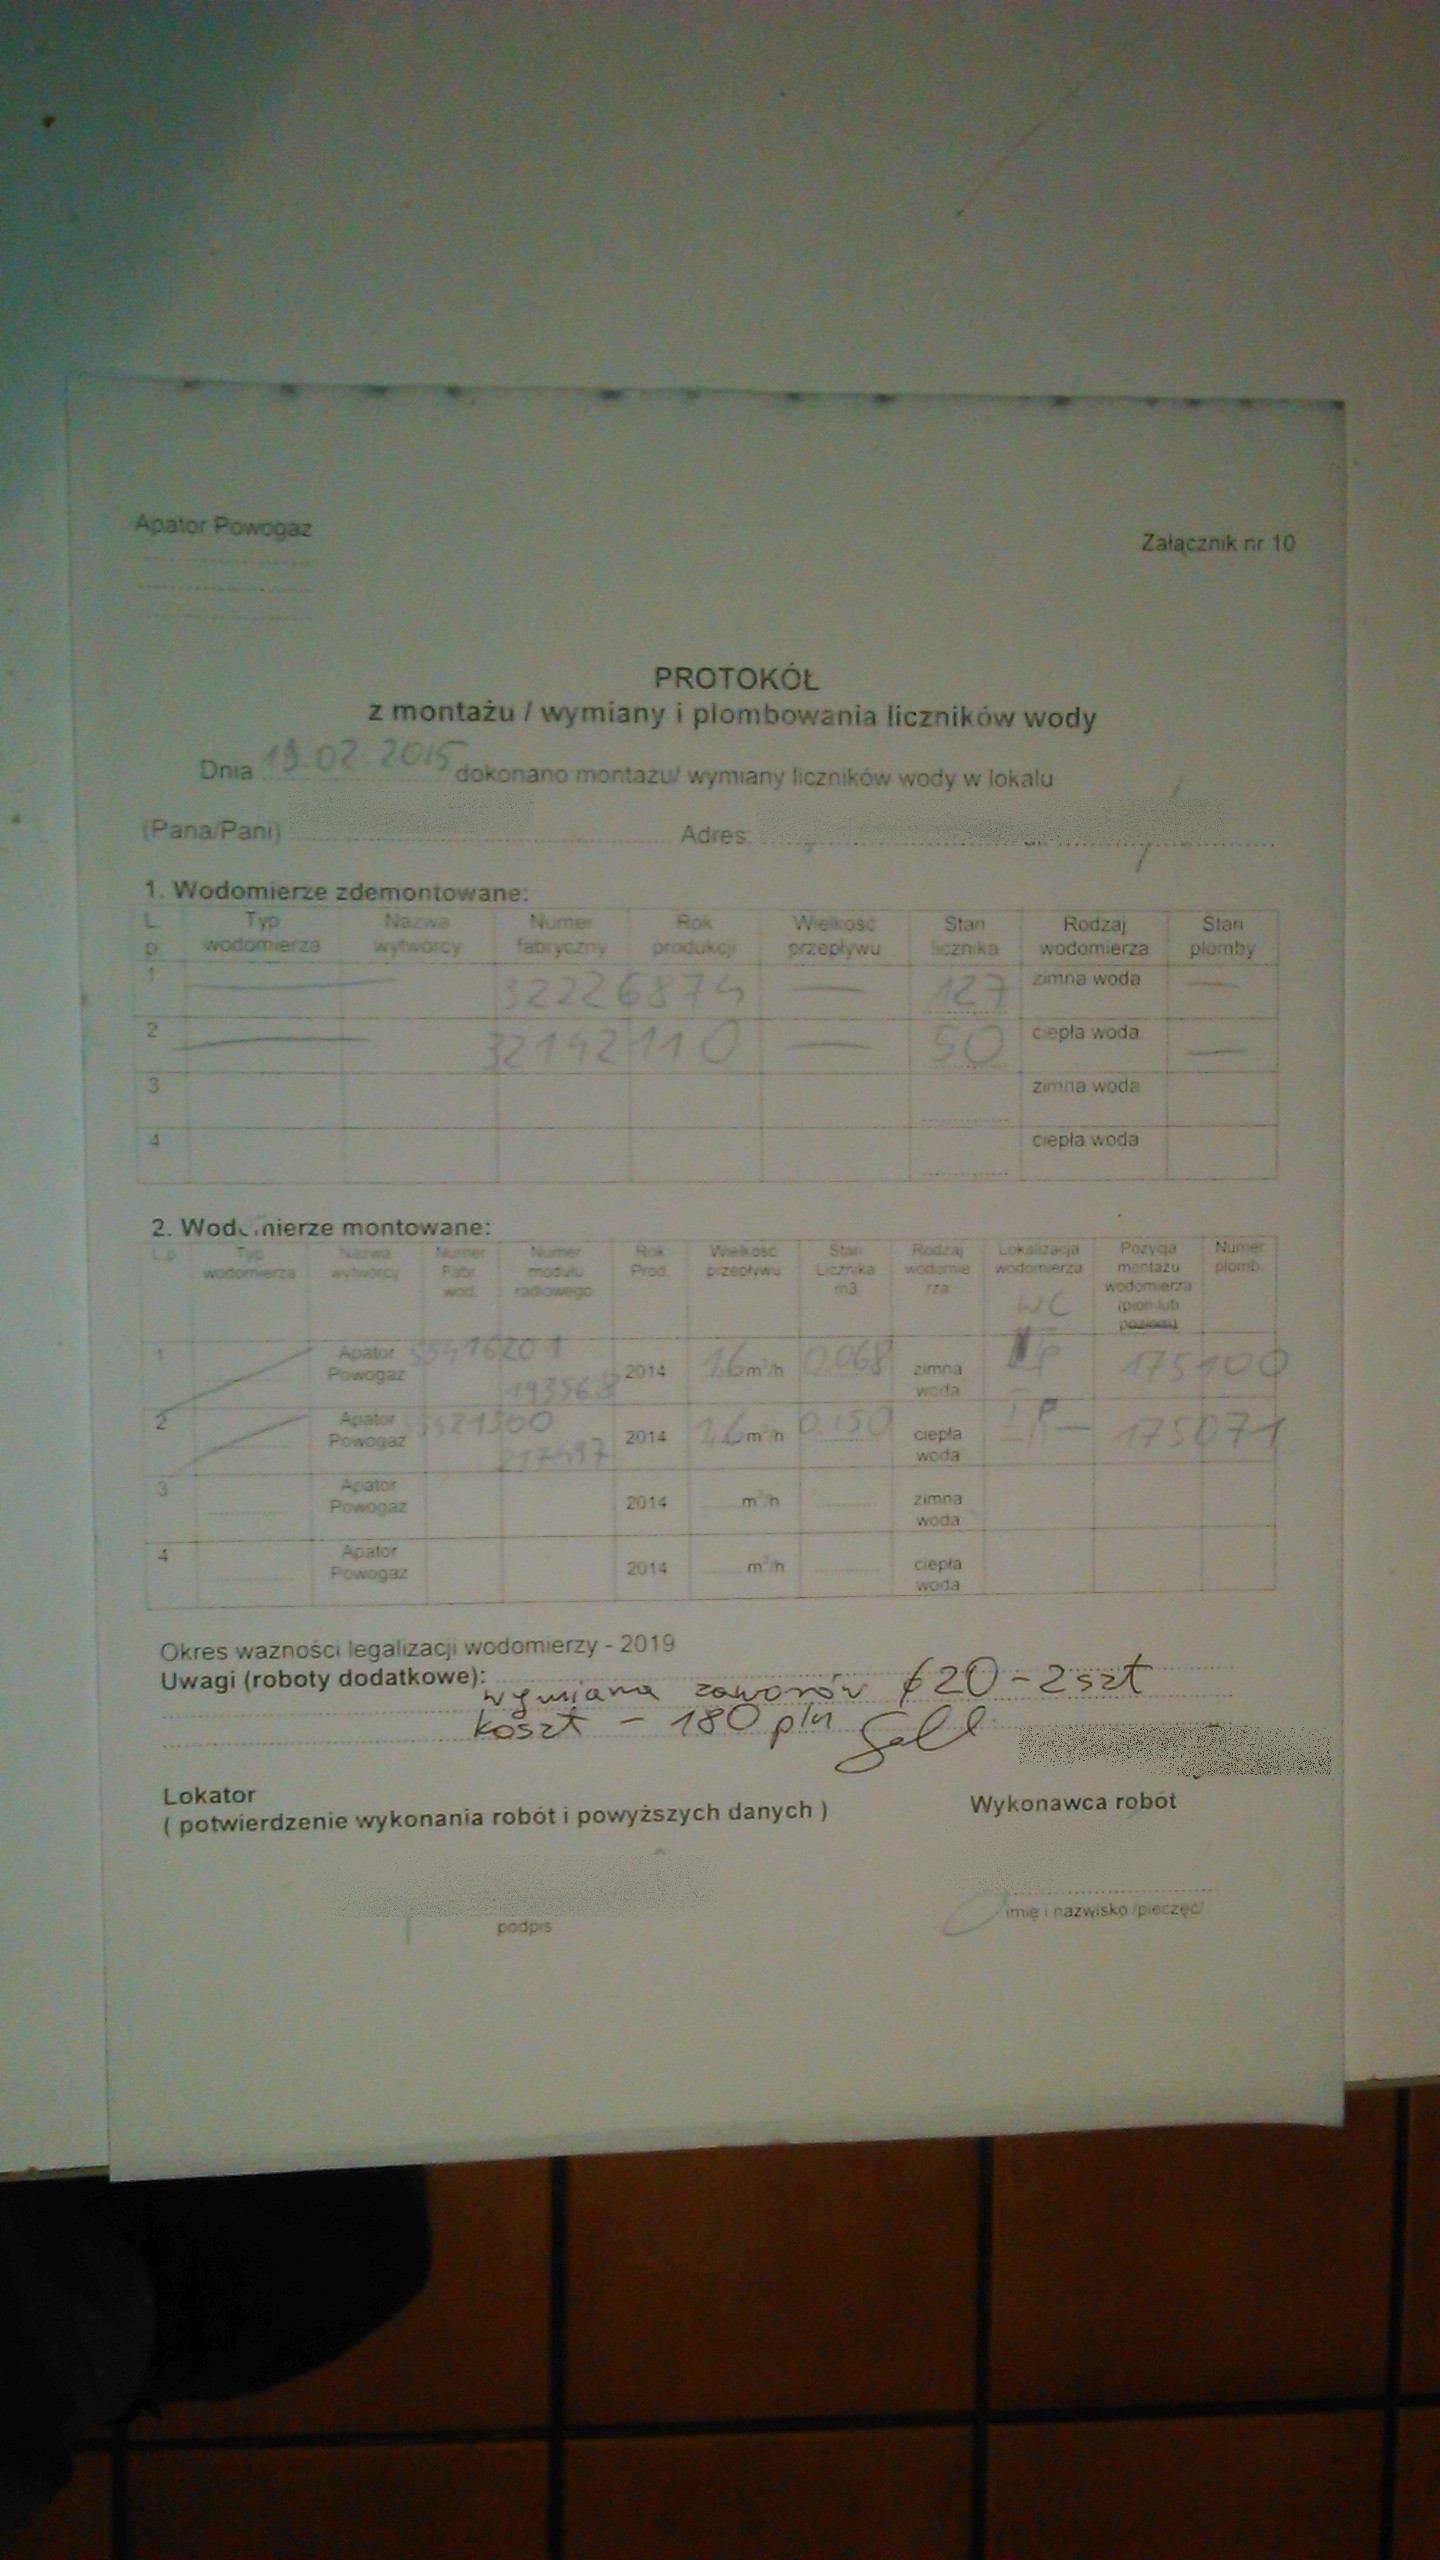 Apator Powogaz
Załącznik nr 10
PROTOKÓŁ
z montażu / wymiany i plombowania liczników wody
Dnia 19.02.2015 dokonano montażu/ wymiany liczników wody w lokalu
(Pana/Pani) Adres
1. Wodomierze zdemontowane:
L p Typ wodomierza Nazwa wytwórcy Numer fabryczny Rok produkcji Wielkość przepływu Stan licznika Rodzaj wodomierza Stan plomby
1 — 32226874 — 127 zimna woda —
2 — 32142110 — 50 ciepła woda —
3 zimna woda
4 ciepła woda
2. Wodomierze montowane:
L.p Typ wodomierza Nazwa wytwórcy Numer Fabr. wod. Numer modułu radiowego Rok Prod. Wielkość przepływu Stan Licznika m3 Rodzaj wodomierza Lokalizacja wodomierza WC Pozycja montażu wodomierza (pion lub poziom) Numer plomb.
1 Apator Powogaz 193568 2014 1,6 m³/h 0.068 zimna woda 175100
2 Apator Powogaz 2014 1,6 m³/h 0.150 ciepła woda 175071
3 Apator Powogaz 2014 m³/h zimna woda
4 Apator Powogaz 2014 m³/h ciepła woda
Okres ważności legalizacji wodomierzy - 2019
Uwagi (roboty dodatkowe):
wymiana zaworów ϕ20 - 2szt
koszt - 180 pln
Lokator Wykonawca robót
( potwierdzenie wykonania robót i powyższych danych )
podpis imię i nazwisko /pieczęć/